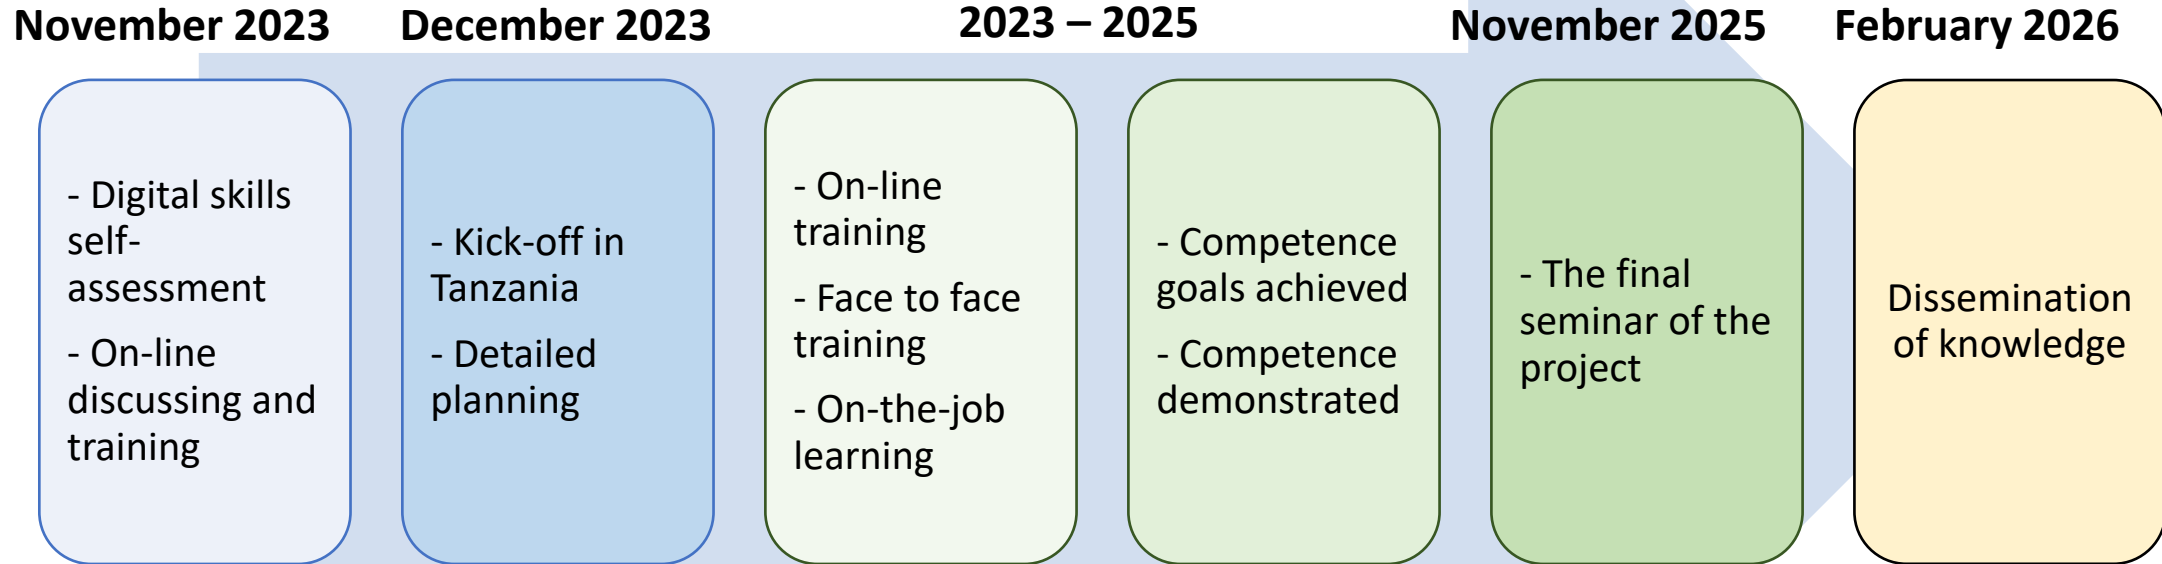 November 2023
December 2023
2023 – 2025
November 2025
February 2026
- Digital skills
self-
assessment
- On-line
discussing and
training
- Kick-off in
Tanzania
- Detailed
planning
- On-line
training
- Face to face
training
- On-the-job
learning
- Competence
goals achieved
- Competence
demonstrated
- The final
seminar of the
project
Dissemination
of knowledge